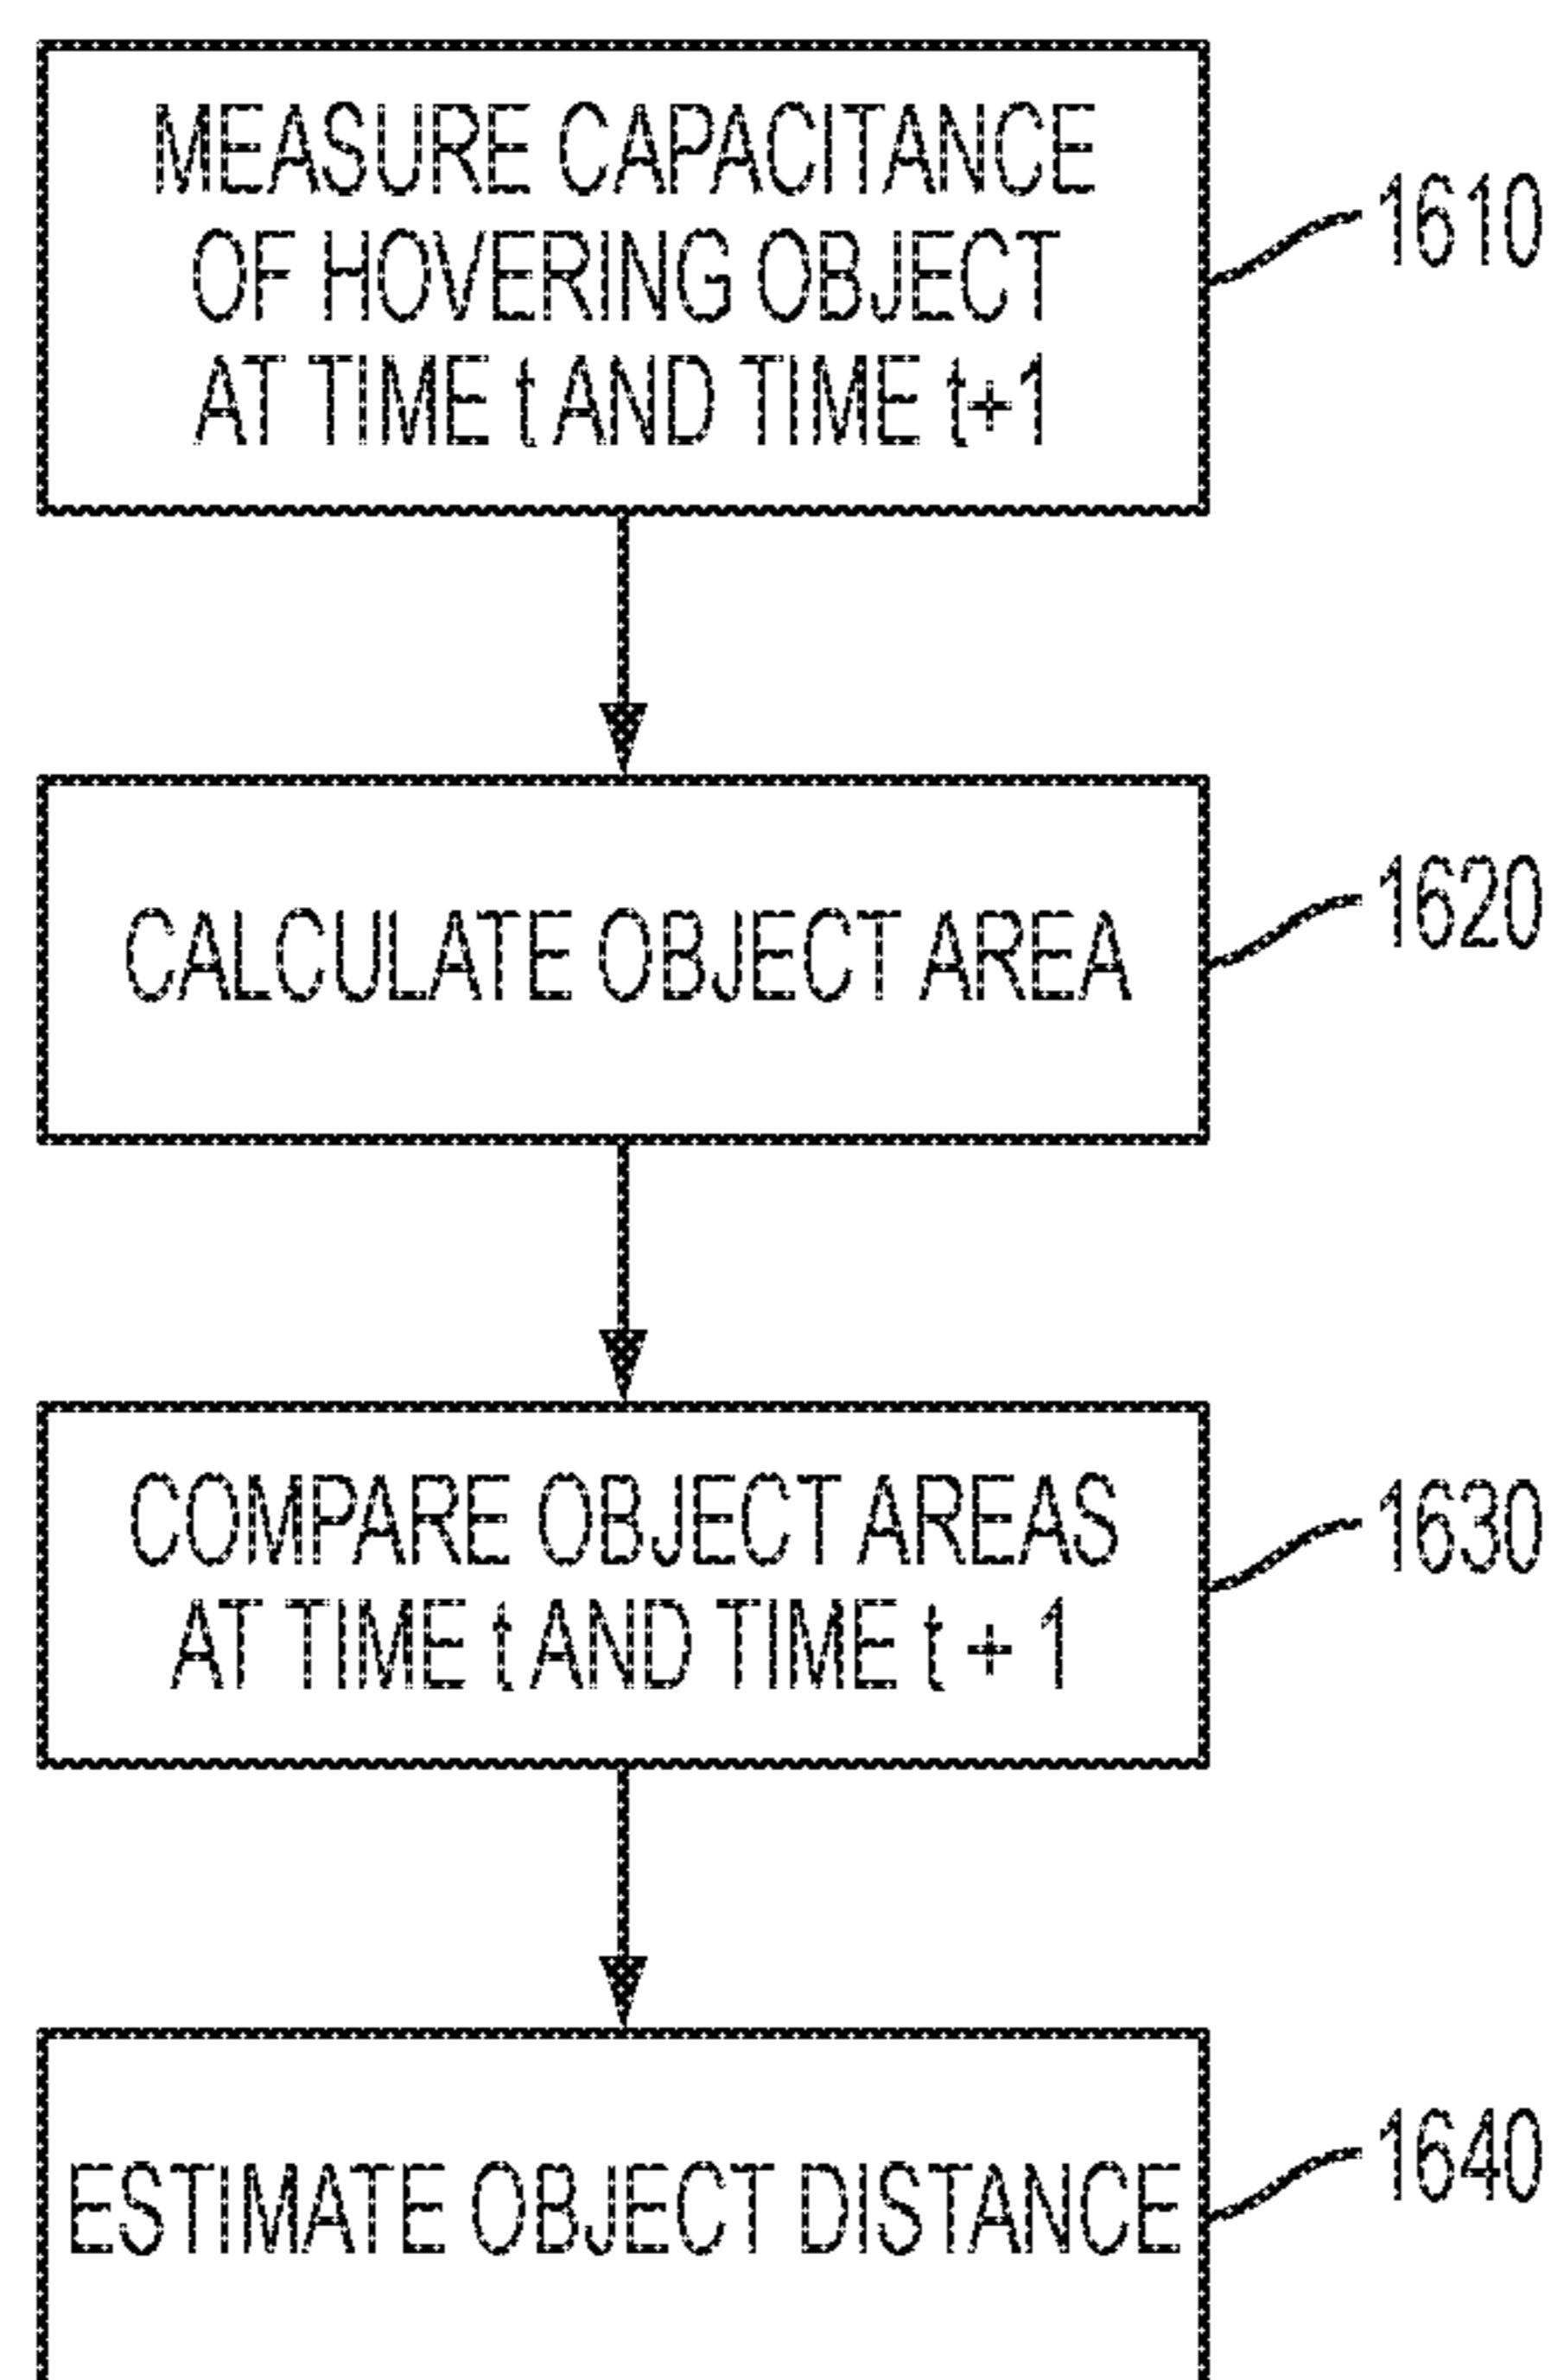 MEASURE CAPACITANCE
OF HOVERING OBJECT
AT TIME t AND TIME t+1
1610
CALCULATE OBJECT AREA
1620
COMPARE OBJECT AREAS
AT TIME t AND TIME t + 1
1630
ESTIMATE OBJECT DISTANCE
1640